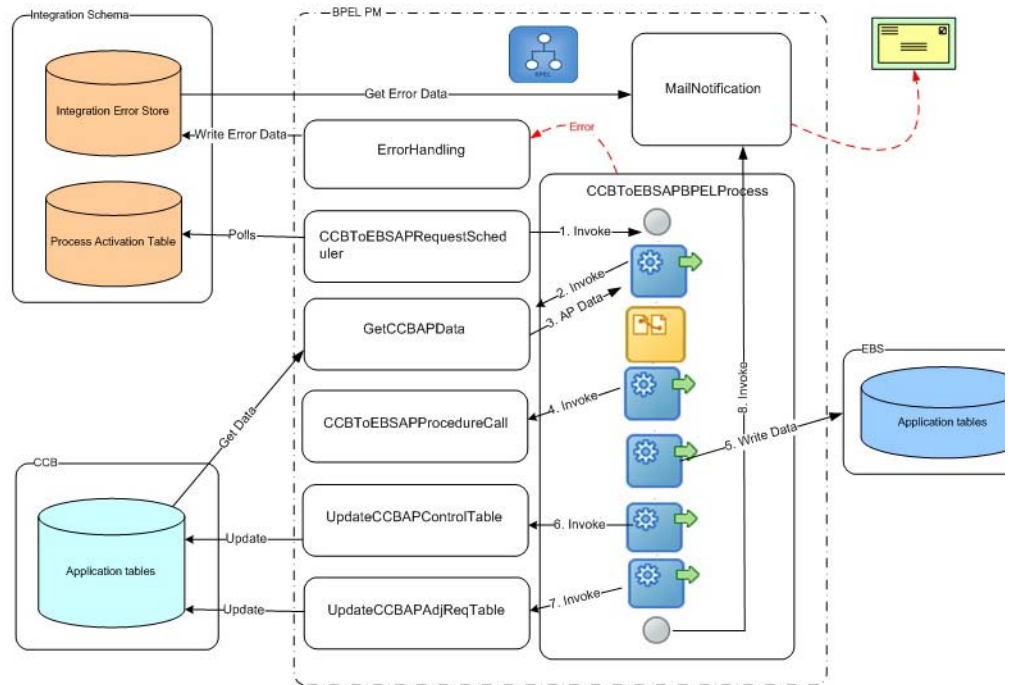 Integration Schema
BPEL PM
BPEL
Integration Error Store
Get Error Data
MailNotification
Write Error Data
ErrorHandling
Error
CCBToEBSAPBPELProcess
Process Activation Table
Polls
CCBToEBSAPRequestSched
uler
1. Invoke
2. Invoke
3. AP Data
GetCCBAPData
Get Data
CCBToEBSAPProcedureCall
4. Invoke
8. Invoke
5. Write Data
EBS
Application tables
CCB
Application tables
Update
UpdateCCBAPControlTable
6. Invoke
Update
UpdateCCBAPAdjReqTable
7. Invoke